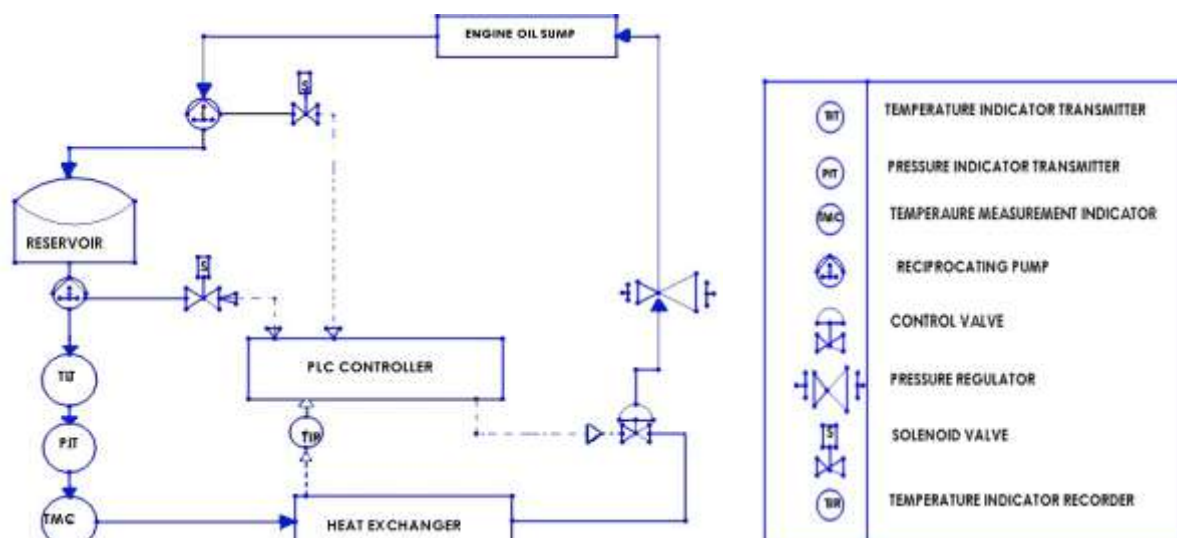 ENGINE OIL SUMP
S
RESERVOIR
S
PLC CONTROLLER
TIT
PIT
TIR
TMC
HEAT EXCHANGER
TIT TEMPERATURE INDICATOR TRANSMITTER
PIT PRESSURE INDICATOR TRANSMITTER
TMC TEMPERAURE MEASUREMENT INDICATOR
RECIPROCATING PUMP
CONTROL VALVE
PRESSURE REGULATOR
S SOLENOID VALVE
TIR TEMPERATURE INDICATOR RECORDER